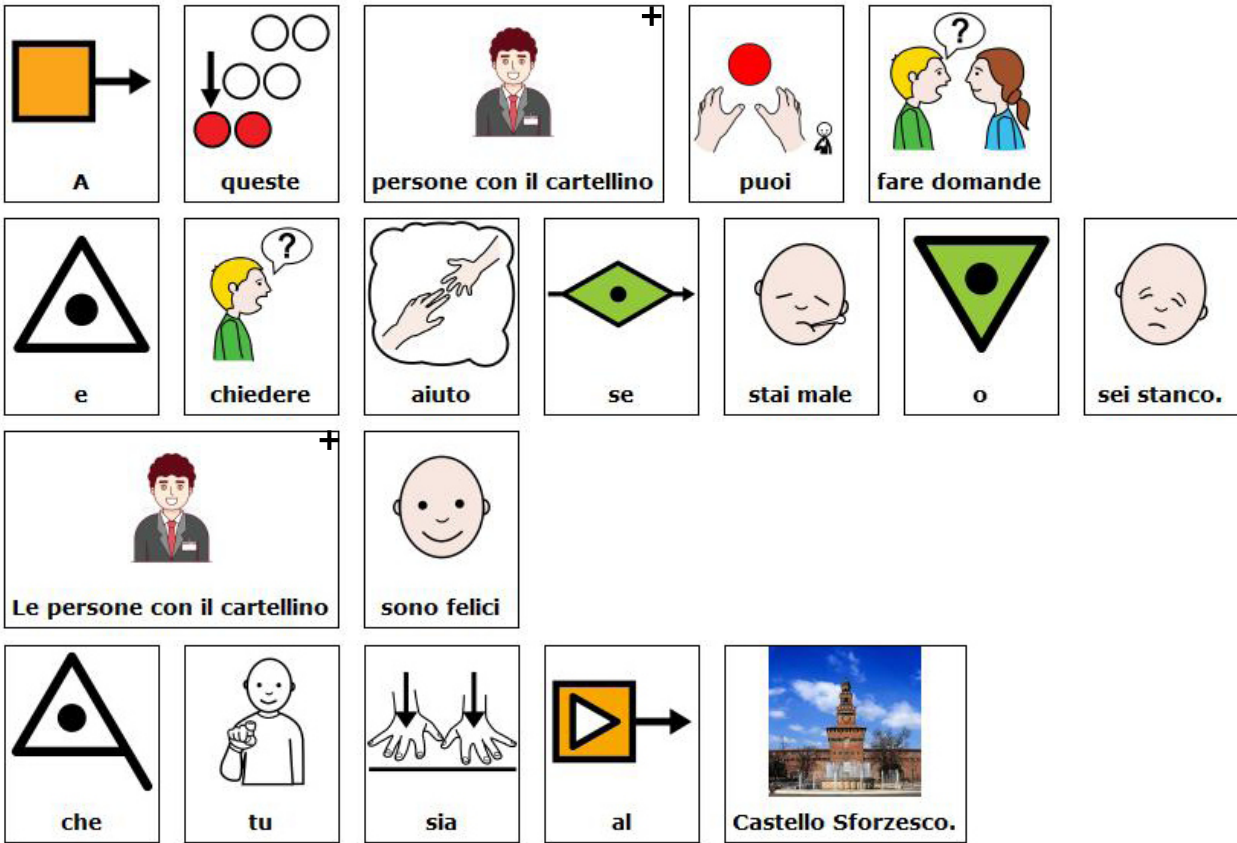 A queste persone con il cartellino puoi fare domande
e chiedere aiuto se stai male o sei stanco.
Le persone con il cartellino sono felici
che tu sia al Castello Sforzesco.